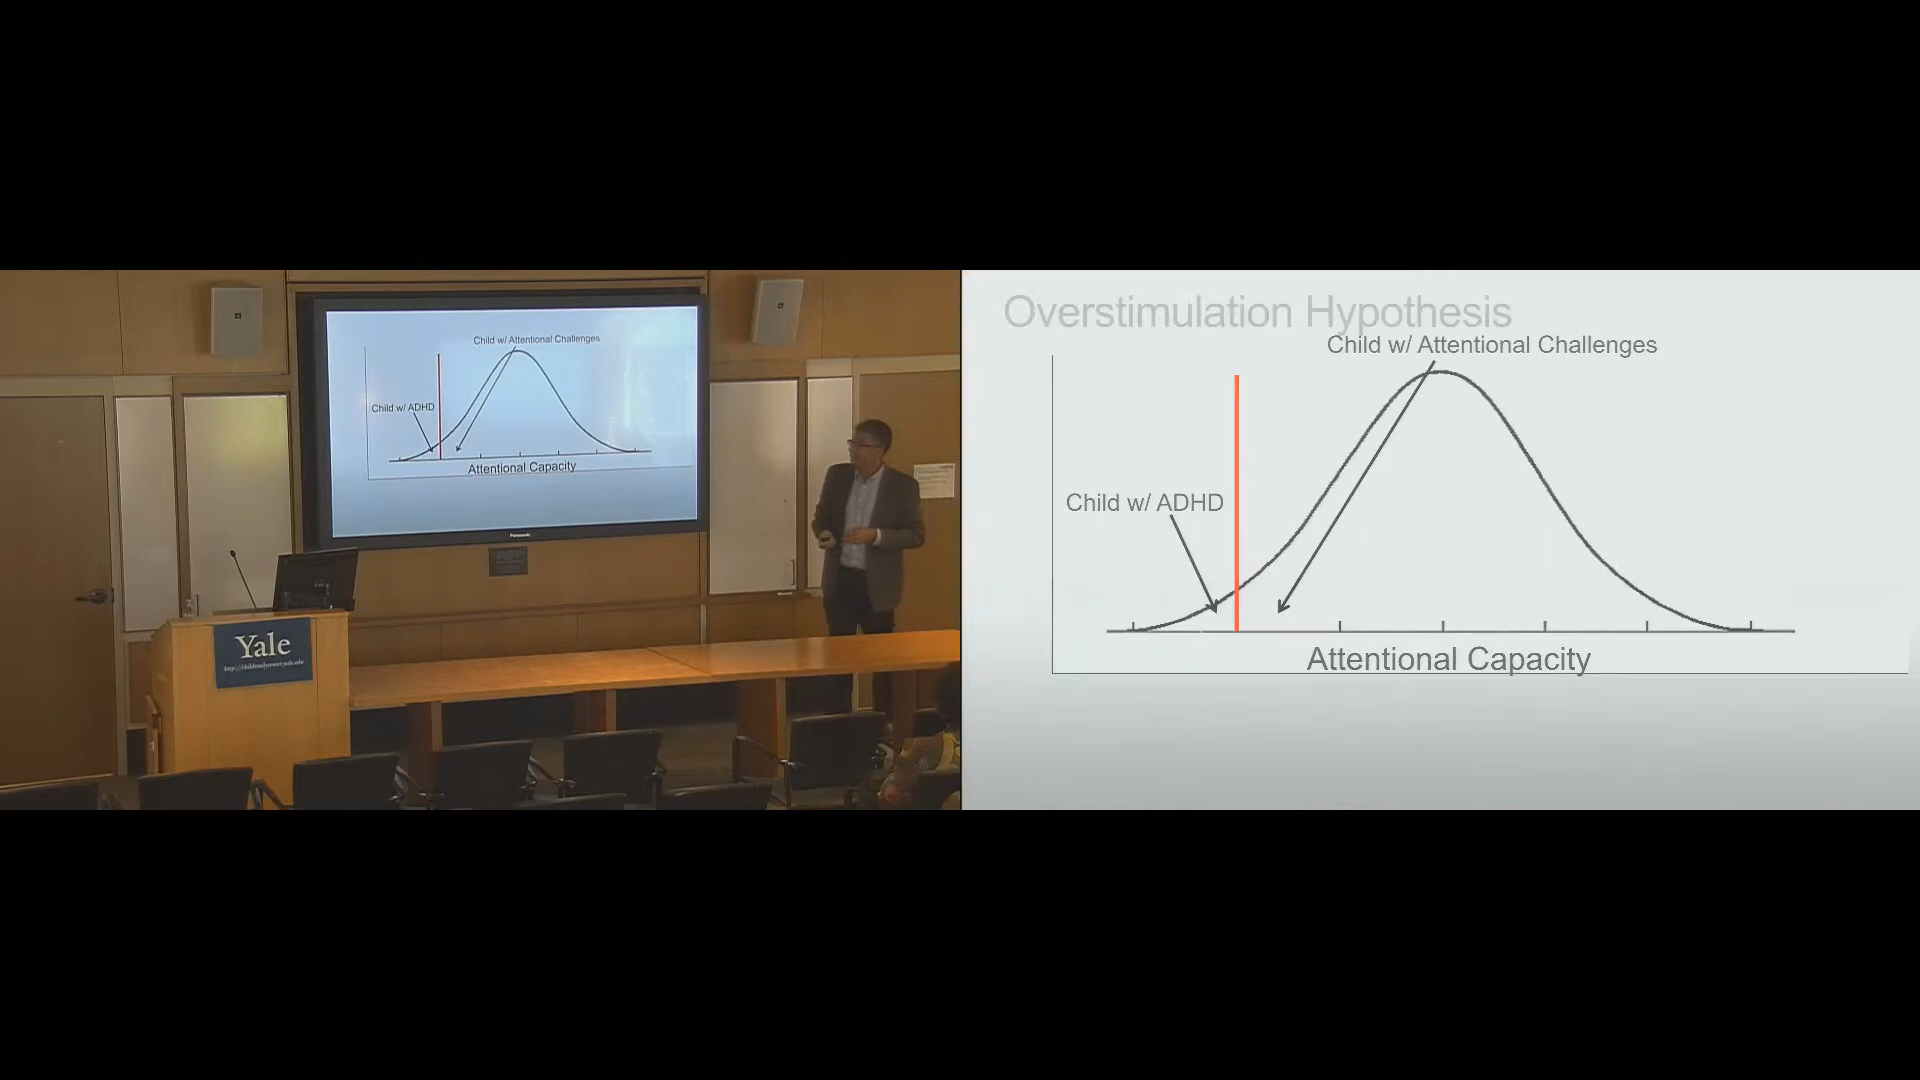 Child w/ Attentional Challenges
Child w/ ADHD
Attentional Capacity
Panasonic
Yale
http://childstudycenter.yale.edu
Overstimulation Hypothesis
Child w/ Attentional Challenges
Child w/ ADHD
Attentional Capacity